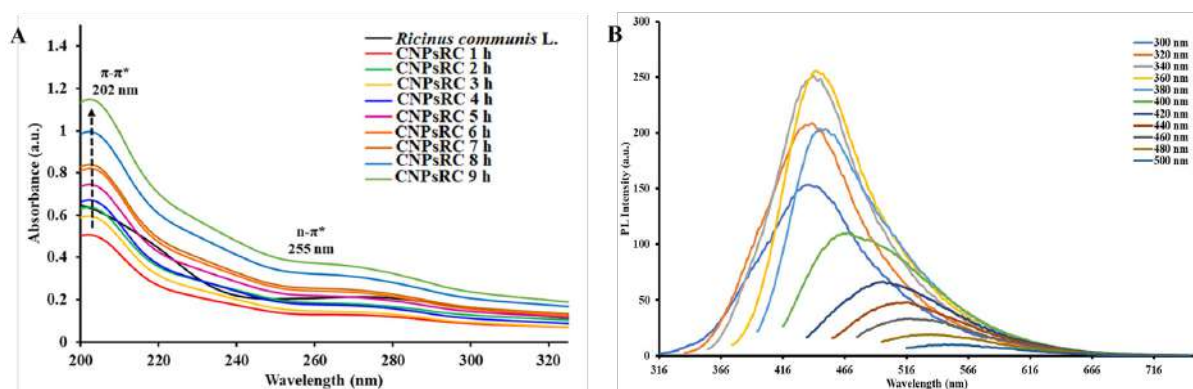 A
Absorbance (a.u.)
1.4
1.2
1
0.8
0.6
0.4
0.2
0
π-π*
202 nm
n-π*
255 nm
Ricinus communis L.
CNPsRC 1 h
CNPsRC 2 h
CNPsRC 3 h
CNPsRC 4 h
CNPsRC 5 h
CNPsRC 6 h
CNPsRC 7 h
CNPsRC 8 h
CNPsRC 9 h
200 220 240 260 280 300 320
Wavelength (nm)
B
PL Intensity (a.u.)
300
250
200
150
100
50
0
300 nm
320 nm
340 nm
360 nm
380 nm
400 nm
420 nm
440 nm
460 nm
480 nm
500 nm
316 366 416 466 516 566 616 666 716
Wavelength (nm)